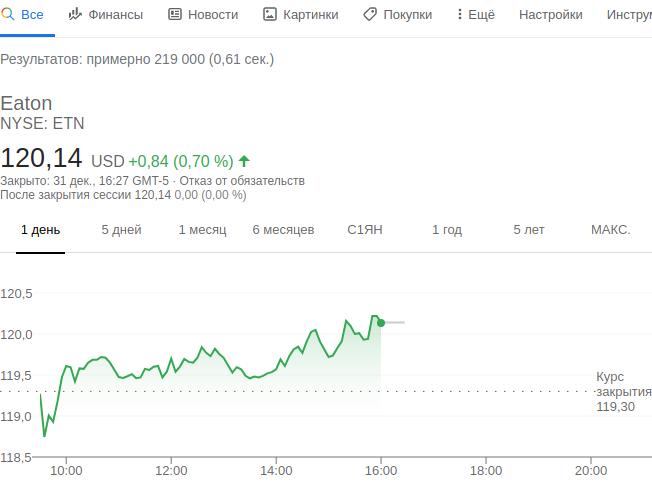 Все Финансы Новости Картинки Покупки Ещё Настройки
Результатов: примерно 219 000 (0,61 сек.)
Eaton
NYSE: ETN
120,14 USD +0,84 (0,70 %)
Закрыто: 31 дек., 16:27 GMT-5 · Отказ от обязательств
После закрытия сессии 120,14 0,00 (0,00 %)
1 день 5 дней 1 месяц 6 месяцев С1ЯН 1 год 5 лет МАКС.
120,5
120,0
119,5
Курс
закрытия
119,30
119,0
118,5
10:00 12:00 14:00 16:00 18:00 20:00